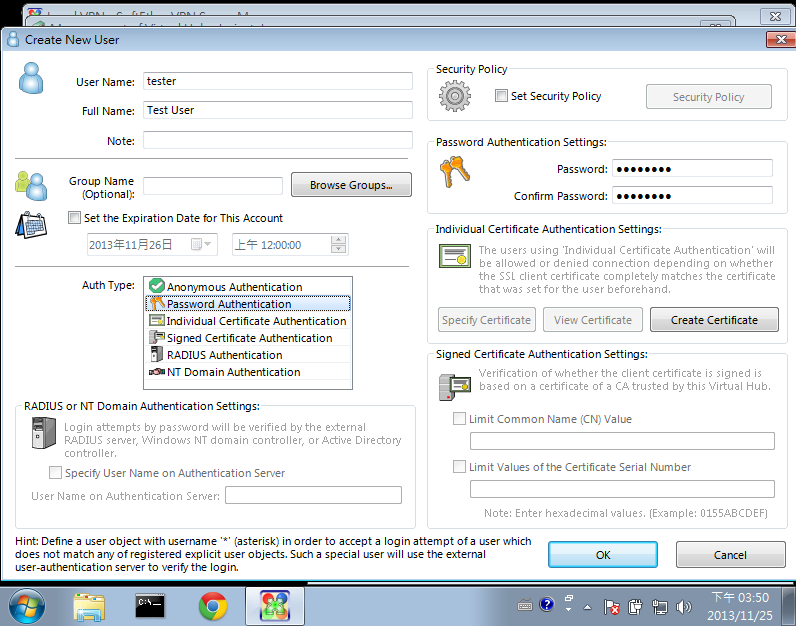 Create New User
User Name:
tester
Full Name:
Test User
Note:
Group Name
(Optional):
Browse Groups...
Set the Expiration Date for This Account
2013年11月26日
上午 12:00:00
Auth Type:
Anonymous Authentication
Password Authentication
Individual Certificate Authentication
Signed Certificate Authentication
RADIUS Authentication
NT Domain Authentication
RADIUS or NT Domain Authentication Settings:
Login attempts by password will be verified by the external
RADIUS server, Windows NT domain controller, or Active Directory
controller.
Specify User Name on Authentication Server
User Name on Authentication Server:
Hint: Define a user object with username '*' (asterisk) in order to accept a login attempt of a user which
does not match any of registered explicit user objects. Such a special user will use the external
user-authentication server to verify the login.
Security Policy
Set Security Policy
Security Policy
Password Authentication Settings:
Password:
●●●●●●●●
Confirm Password:
●●●●●●●●
Individual Certificate Authentication Settings:
The users using 'Individual Certificate Authentication' will
be allowed or denied connection depending on whether
the SSL client certificate completely matches the certificate
that was set for the user beforehand.
Specify Certificate
View Certificate
Create Certificate
Signed Certificate Authentication Settings:
Verification of whether the client certificate is signed is
based on a certificate of a CA trusted by this Virtual Hub.
Limit Common Name (CN) Value
Limit Values of the Certificate Serial Number
Note: Enter hexadecimal values. (Example: 0155ABCDEF)
OK
Cancel
下午 03:50
2013/11/25